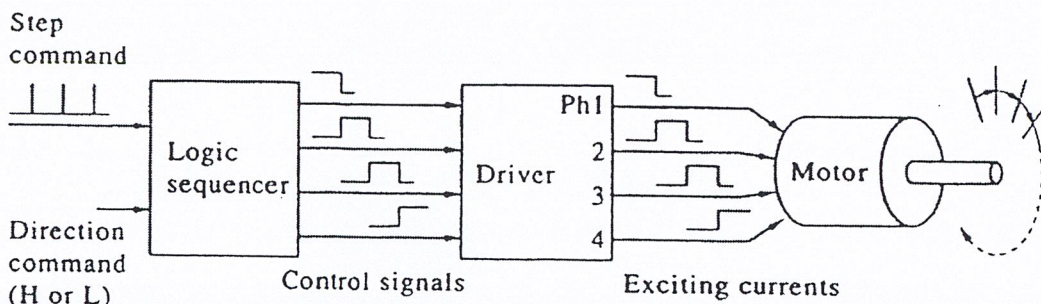 Step
command
Logic
sequencer
Direction
command
(H or L)
Control signals
Driver
Ph1
2
3
4
Exciting currents
Motor